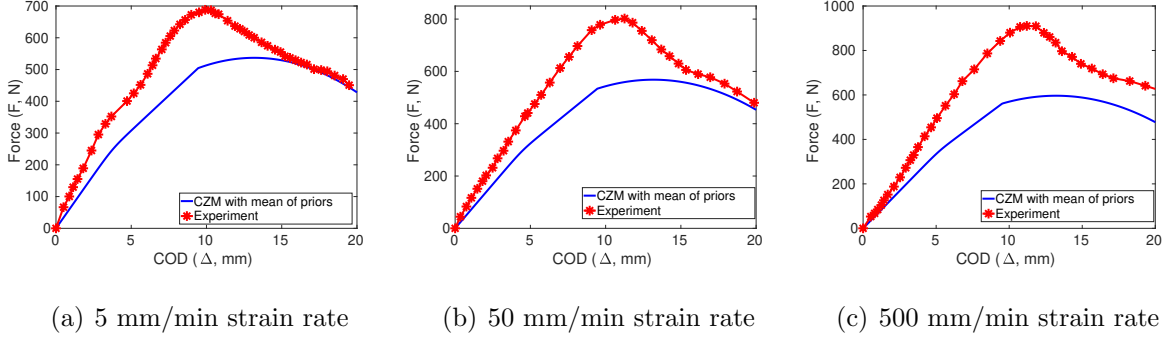 700
600
500
400
300
200
100
0
0 5 10 15 20
Force (F, N)
COD (Δ, mm)
CZM with mean of priors
Experiment
(a) 5 mm/min strain rate
800
600
400
200
0
0 5 10 15 20
Force (F, N)
COD (Δ, mm)
CZM with mean of priors
Experiment
(b) 50 mm/min strain rate
1000
800
600
400
200
0
0 5 10 15 20
Force (F, N)
COD (Δ, mm)
CZM with mean of priors
Experiment
(c) 500 mm/min strain rate